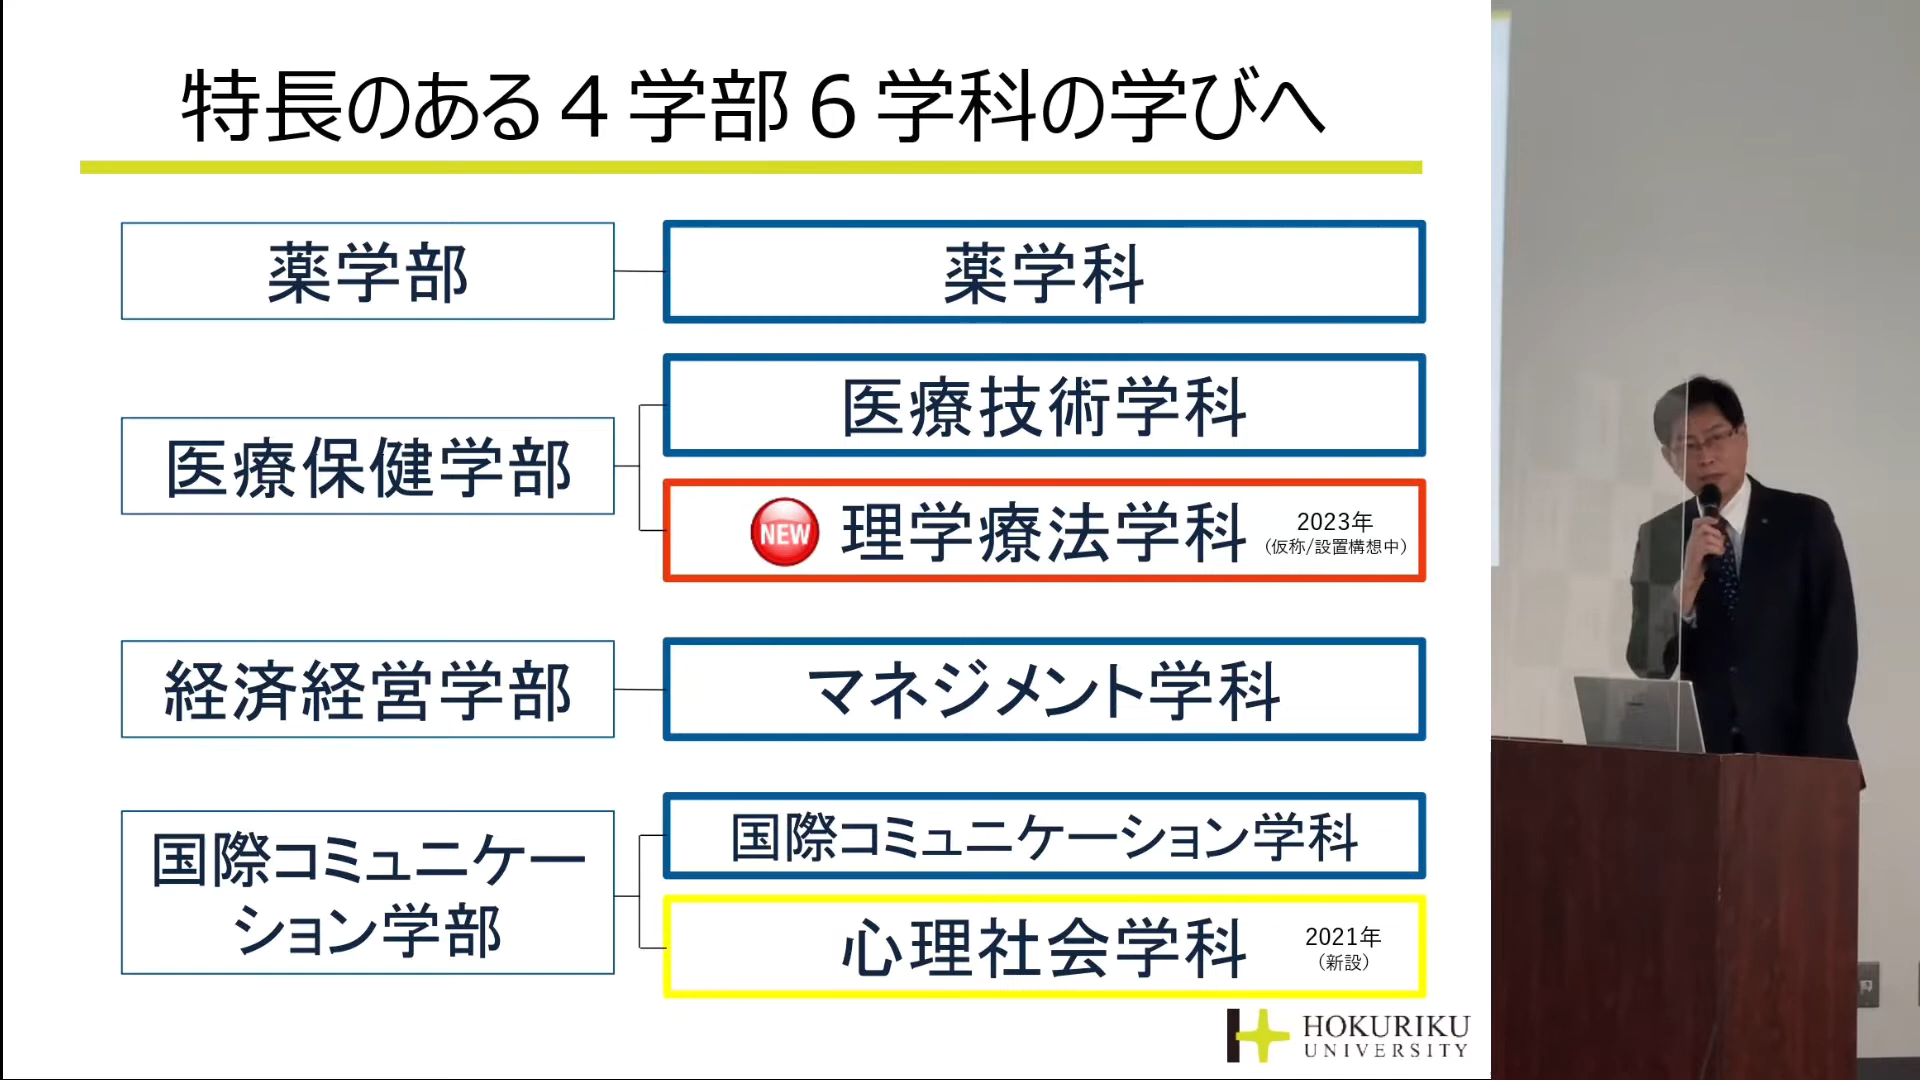 特長のある４学部６学科の学びへ
薬学部
薬学科
医療保健学部
医療技術学科
NEW
理学療法学科
2023年
（仮称/設置構想中）
経済経営学部
マネジメント学科
国際コミュニケー
ション学部
国際コミュニケーション学科
心理社会学科
2021年
（新設）
HOKURIKU
UNIVERSITY